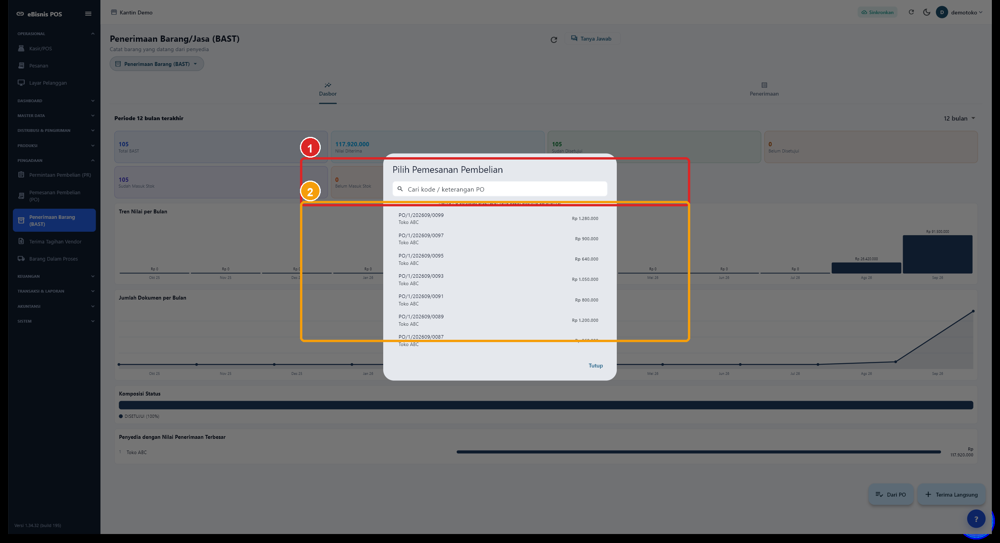 eBisnis POS
OPERASIONAL
Kasir/POS
Pesanan
Layar Pelanggan
DASHBOARD
MASTER DATA
DISTRIBUSI & PENGIRIMAN
PRODUKSI
PENGADAAN
Permintaan Pembelian (PR)
Pemesanan Pembelian
(PO)
Penerimaan Barang
(BAST)
Terima Tagihan Vendor
Barang Dalam Proses
KEUANGAN
TRANSAKSI & LAPORAN
AKUNTANSI
SISTEM
Versi 1.34.32 (build 195)
Kantin Demo
Sinkronkan
D
demotoko
Penerimaan Barang/Jasa (BAST)
Catat barang yang datang dari penyedia
Tanya Jawab
Penerimaan Barang (BAST)
Dasbor
Penerimaan
Periode 12 bulan terakhir
12 bulan
105
Total BAST
117.920.000
Nilai Diterima
105
Sudah Disetujui
0
Belum Disetujui
105
Sudah Masuk Stok
0
Belum Masuk Stok
1
2
Pilih Pemesanan Pembelian
Cari kode / keterangan PO
PO/1/202609/0099
Toko ABC
Rp 1.280.000
PO/1/202609/0097
Toko ABC
Rp 900.000
PO/1/202609/0095
Toko ABC
Rp 640.000
PO/1/202609/0093
Toko ABC
Rp 1.050.000
PO/1/202609/0091
Toko ABC
Rp 800.000
PO/1/202609/0089
Toko ABC
Rp 1.200.000
PO/1/202609/0087
Toko ABC
Tutup
Tren Nilai per Bulan
Rp 0 Rp 0 Rp 0 Rp 0 Rp 0 Rp 0 Rp 0 Rp 26.420.000 Rp 91.500.000
Okt 25 Nov 25 Des 2 Jan 26 Mei 26 Jun 26 Jul 26 Ags 26 Sep 26
Jumlah Dokumen per Bulan
Okt 25 Nov 25 Des 25 Jan 26 Mei 26 Jun 26 Jul 26 Ags 26 Sep 26
Komposisi Status
DISETUJUI (100%)
Penyedia dengan Nilai Penerimaan Terbesar
1 Toko ABC
Rp
117.920.000
Dari PO
Terima Langsung
?